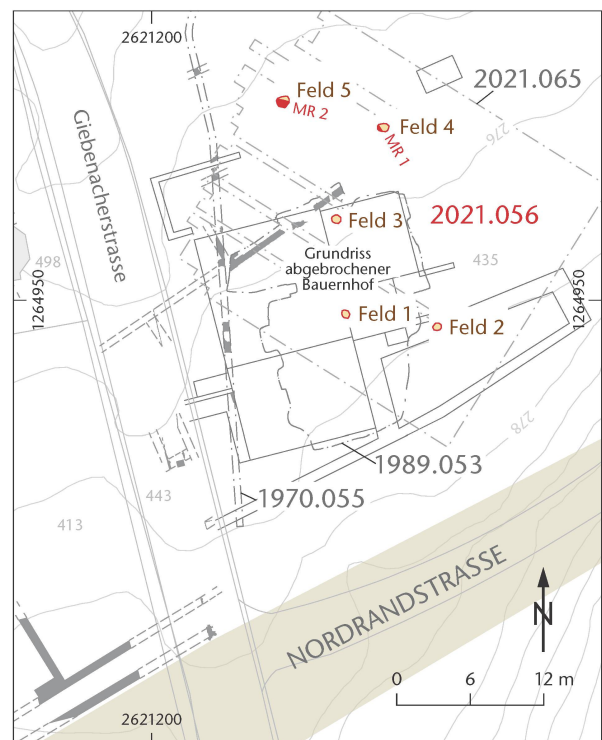 2621200
2021.065
Feld 5
MR 2
Feld 4
MR 1
276
Giebenacherstrasse
Feld 3
2021.056
Grundriss
abgebrochener
Bauernhof
498
435
1264950
1264950
Feld 1
Feld 2
278
1989.053
443
1970.055
413
NORDRANDSTRASSE
N
0 6 12 m
2621200